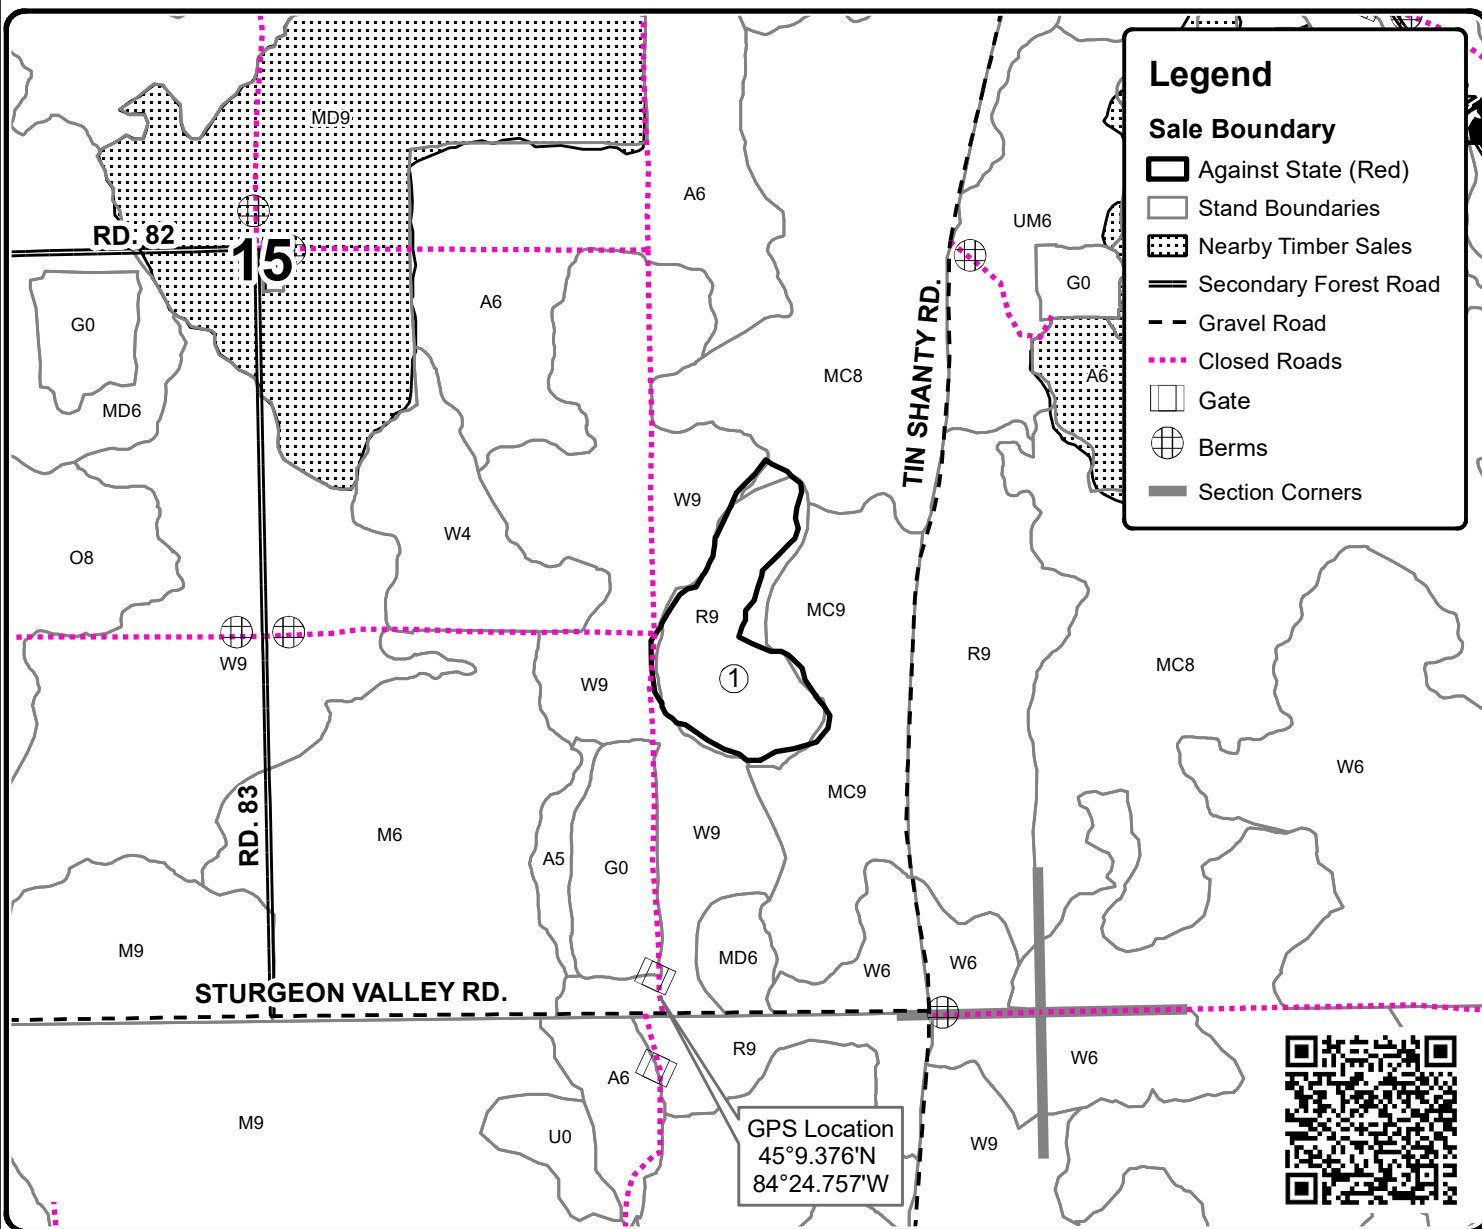 Legend
Sale Boundary
Against State (Red)
Stand Boundaries
Nearby Timber Sales
Secondary Forest Road
Gravel Road
Closed Roads
Gate
Berms
Section Corners
MD9
A6
UM6
RD. 82
15
G0
A6
G0
MC8
A6
MD6
TIN SHANTY RD.
W9
W4
O8
R9
MC9
R9
MC8
W9
W9
1
W6
MC9
RD. 83
M6
W9
A5
G0
M9
MD6
W6
W6
STURGEON VALLEY RD.
R9
W6
A6
M9
U0
W9
GPS Location
45°9.376'N
84°24.757'W